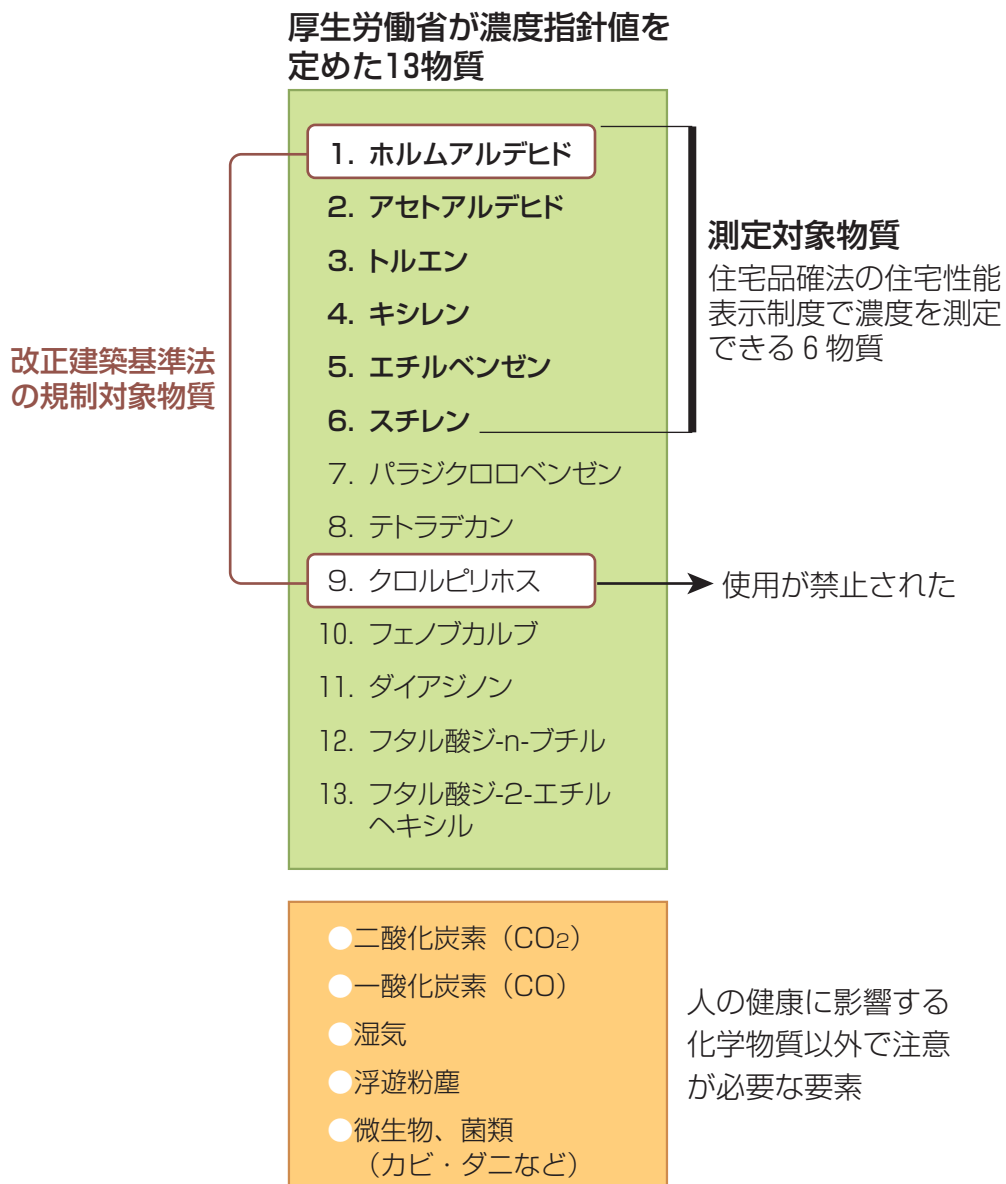 厚生労働省が濃度指針値を
定めた13物質
1. ホルムアルデヒド
2. アセトアルデヒド
3. トルエン
4. キシレン
5. エチルベンゼン
6. スチレン
7. パラジクロロベンゼン
8. テトラデカン
9. クロルピリホス
10. フェノブカルブ
11. ダイアジノン
12. フタル酸ジ-n-ブチル
13. フタル酸ジ-2-エチル
ヘキシル
改正建築基準法
の規制対象物質
測定対象物質
住宅品確法の住宅性能
表示制度で濃度を測定
できる6物質
使用が禁止された
●二酸化炭素（CO₂）
●一酸化炭素（CO）
●湿気
●浮遊粉塵
●微生物、菌類
（カビ・ダニなど）
人の健康に影響する
化学物質以外で注意
が必要な要素